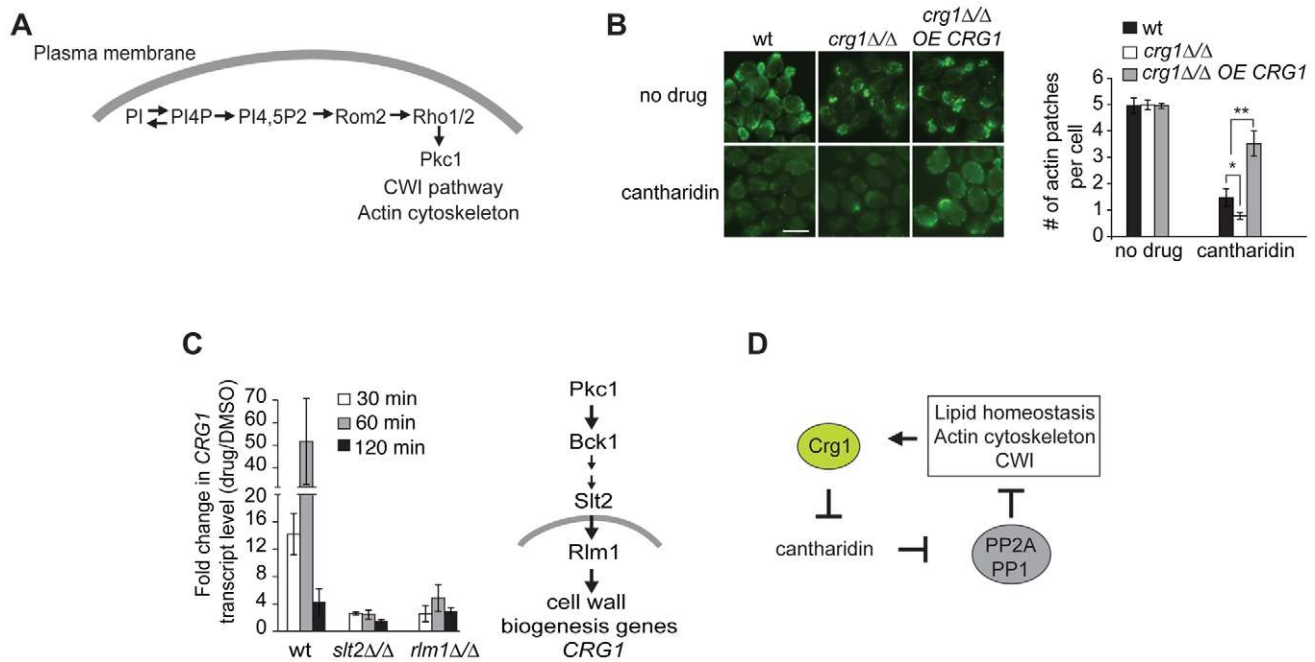 A
Plasma membrane
PI PI4P PI4,5P2 Rom2 Rho1/2
Pkc1
CWI pathway
Actin cytoskeleton
B
wt
crg1Δ/Δ
crg1Δ/Δ
OE CRG1
no drug
cantharidin
wt
crg1Δ/Δ
crg1Δ/Δ OE CRG1
# of actin patches
per cell
6
5
4
3
2
1
0
**
*
no drug cantharidin
C
Fold change in CRG1
transcript level (drug/DMSO)
70
60
50
40
20
16
12
8
4
0
30 min
60 min
120 min
wt slt2Δ/Δ rlm1Δ/Δ
Pkc1
Bck1
Slt2
Rlm1
cell wall
biogenesis genes
CRG1
D
Crg1
Lipid homeostasis
Actin cytoskeleton
CWI
cantharidin
PP2A
PP1